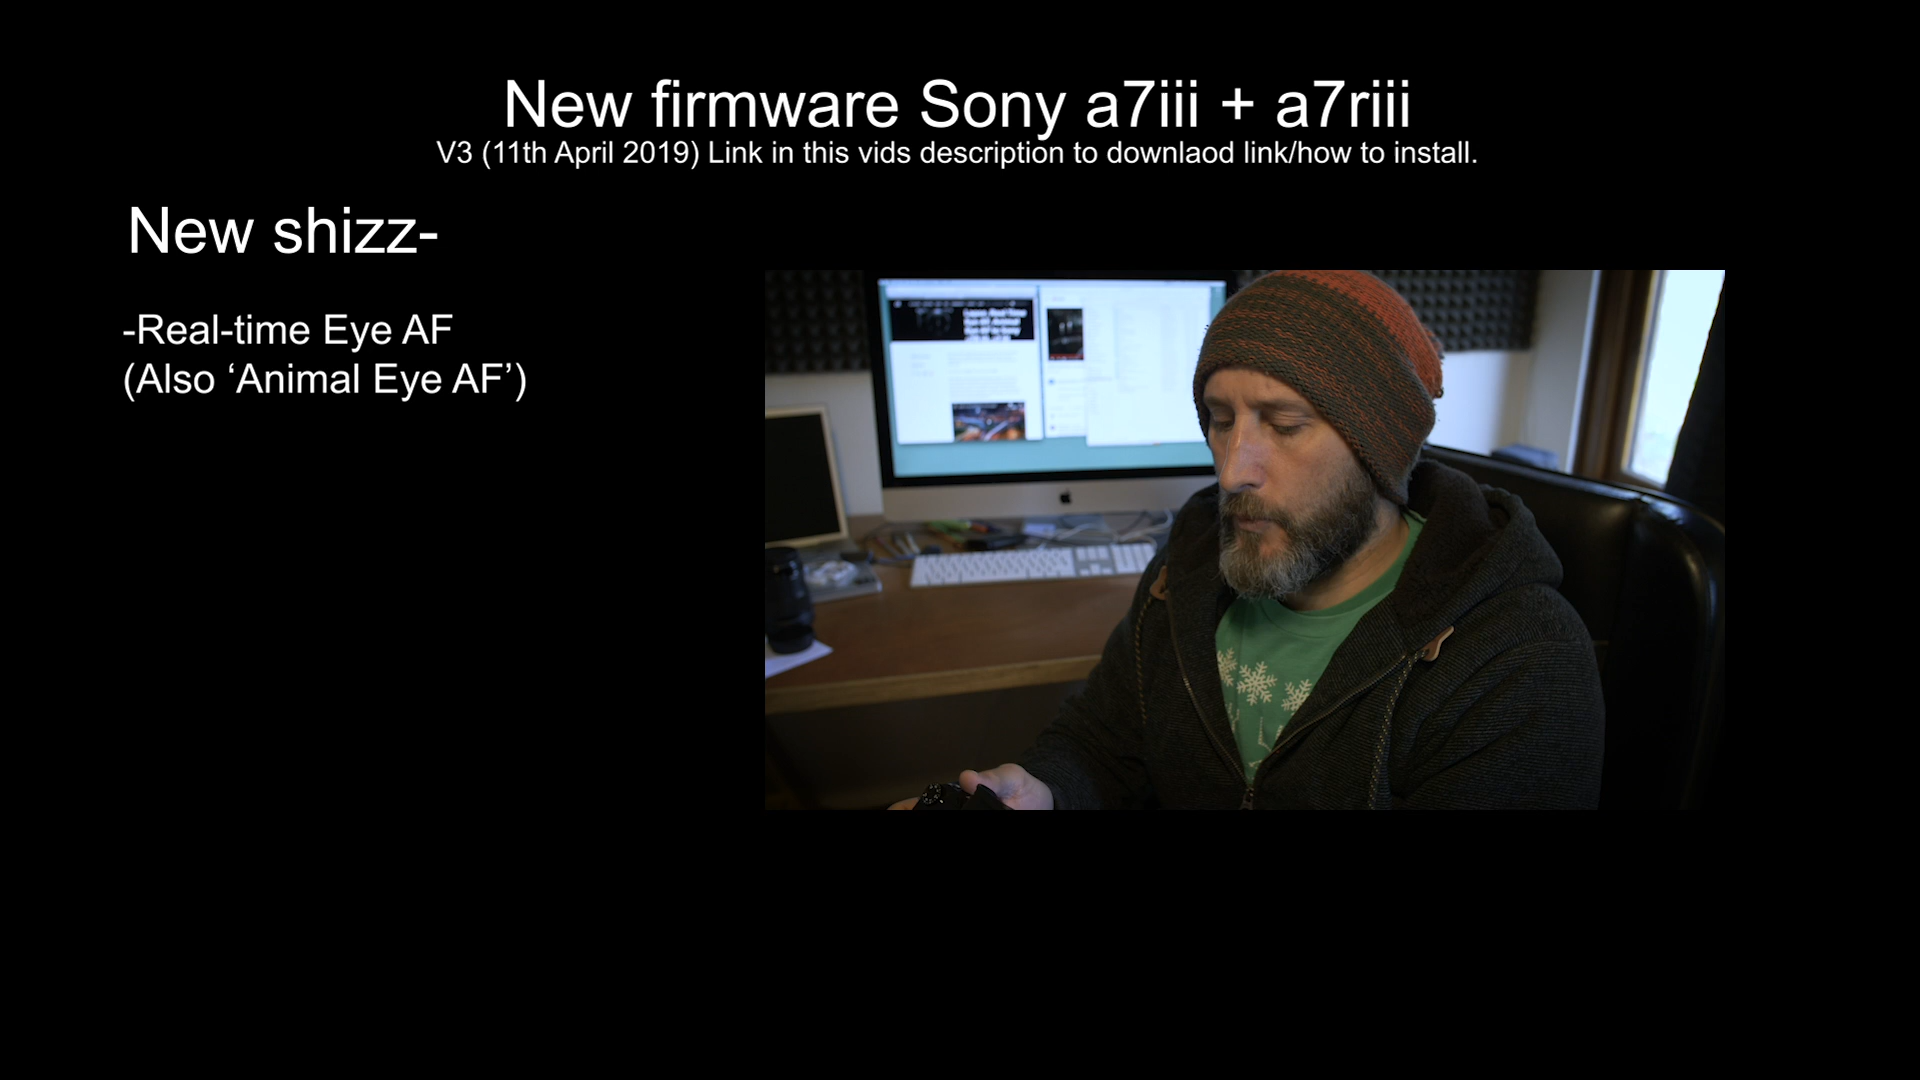 New firmware Sony a7iii + a7riii
V3 (11th April 2019) Link in this vids description to downlaod link/how to install.
New shizz-
-Real-time Eye AF
(Also ‘Animal Eye AF’)